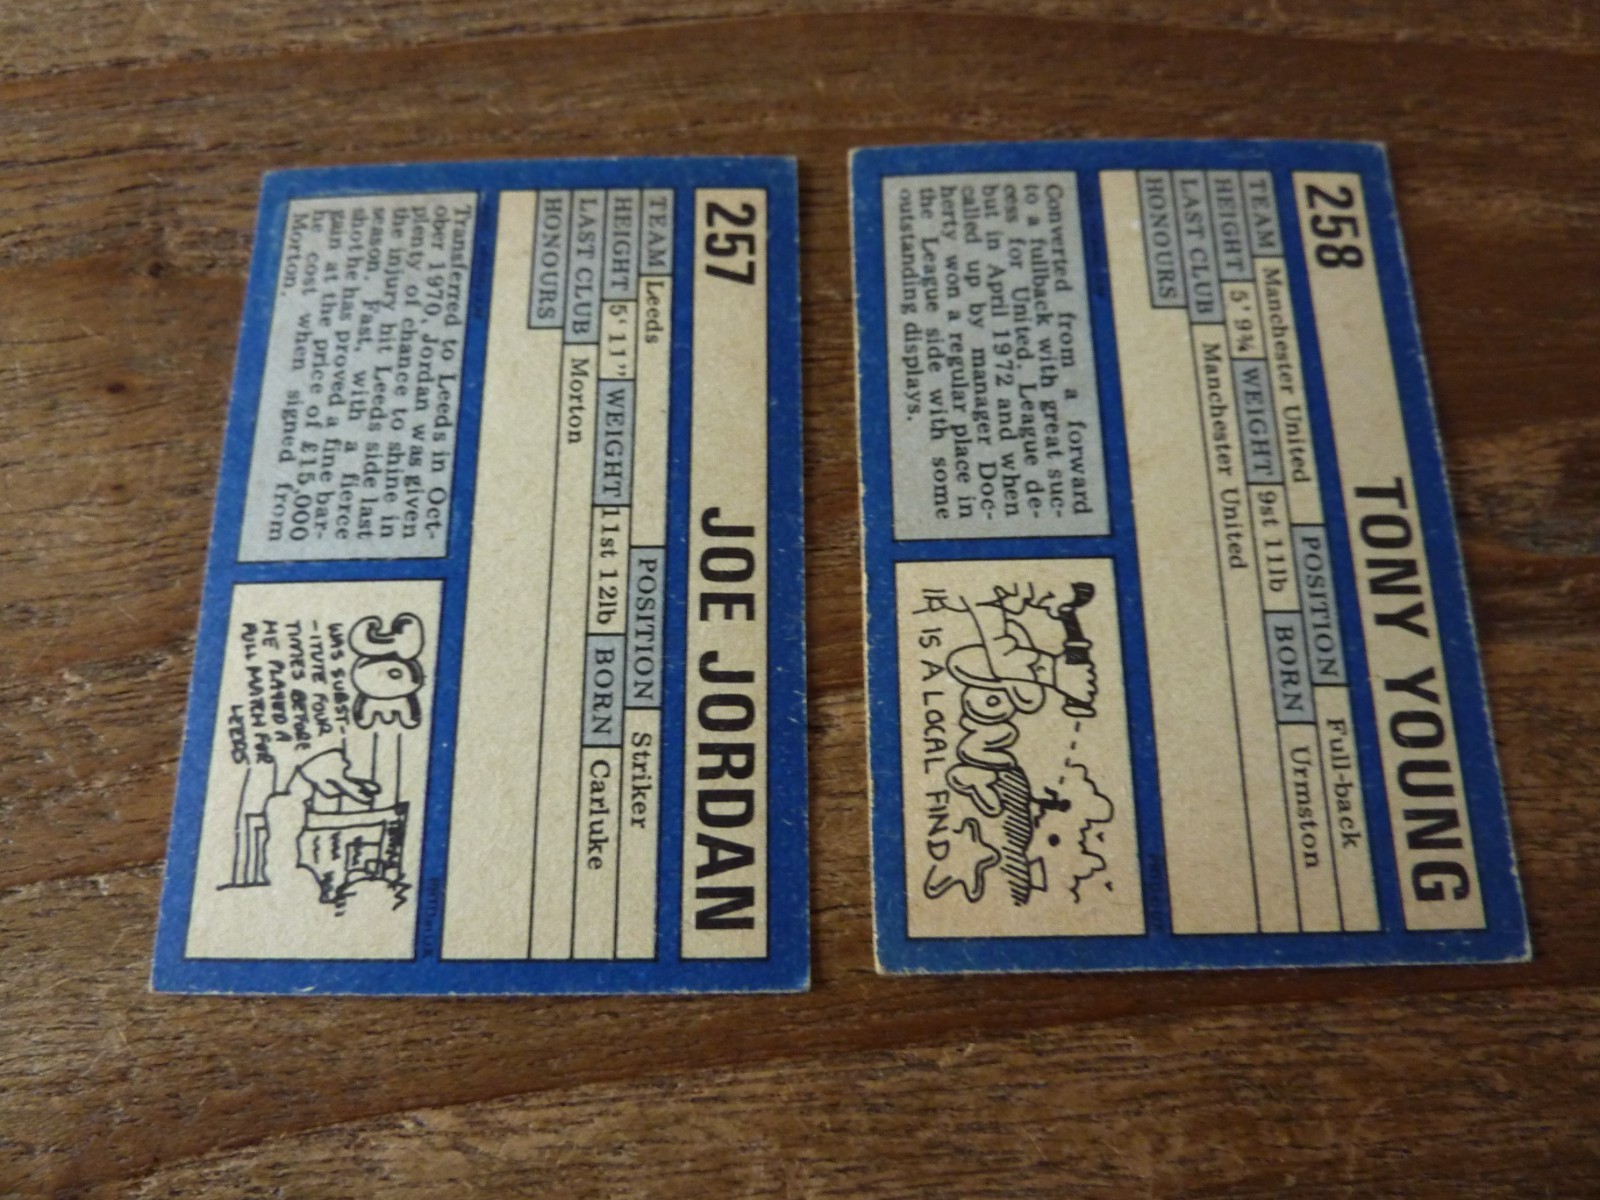 257 JOE JORDAN
TEAM Leeds POSITION Striker
HEIGHT 5' 11" WEIGHT 11st 12lb BORN Carluke
LAST CLUB Morton
HONOURS
Transferred to Leeds in Oct-
ober 1970, Jordan was given
plenty of chance to shine in
the injury hit Leeds side last
season. Fast, with a fierce
shot he has proved a fine bar-
gain at the price of £15,000
he cost when signed from
Morton.
JOE
WAS SUBST-
-ITUTE FOUR
TIMES BEFORE
HE PLAYED A
FULL MATCH FOR
LEEDS
258 TONY YOUNG
TEAM Manchester United POSITION Full-back
HEIGHT 5' 9¾ WEIGHT 9st 11lb BORN Urmston
LAST CLUB Manchester United
HONOURS
Converted from a forward
to a fullback with great suc-
cess for United. League de-
but in April 1972 and when
called up by manager Doc-
herty won a regular place in
the League side with some
outstanding displays.
TONY
IS A LOCAL FIND